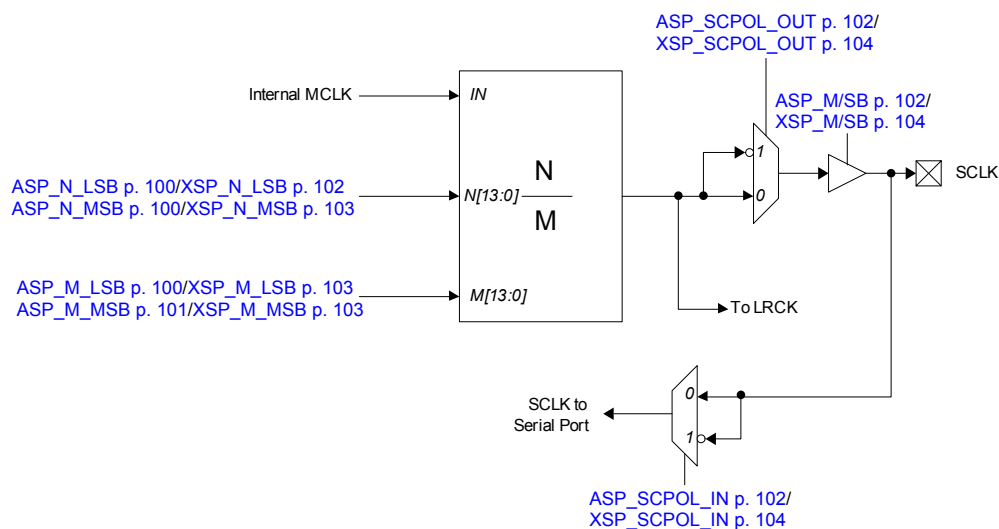 ASP_SCPOL_OUT p. 102/
XSP_SCPOL_OUT p. 104
Internal MCLK
IN
ASP_M/SB p. 102/
XSP_M/SB p. 104
1
0
SCLK
ASP_N_LSB p. 100/XSP_N_LSB p. 102
ASP_N_MSB p. 100/XSP_N_MSB p. 103
N[13:0]
N
M
ASP_M_LSB p. 100/XSP_M_LSB p. 103
ASP_M_MSB p. 101/XSP_M_MSB p. 103
M[13:0]
To LRCK
SCLK to
Serial Port
0
1
ASP_SCPOL_IN p. 102/
XSP_SCPOL_IN p. 104